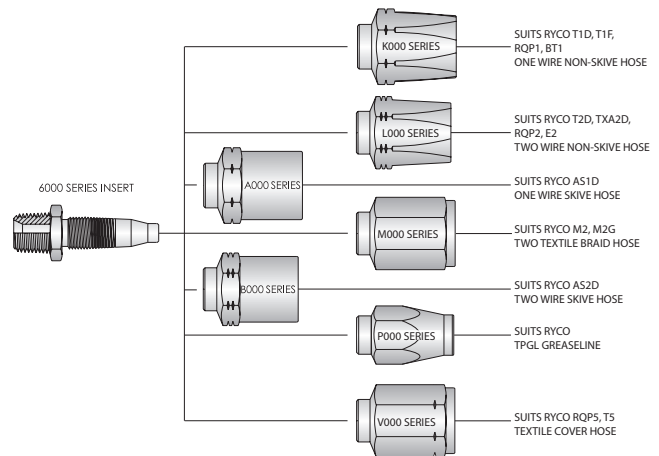 K000 SERIES
SUITS RYCO T1D, T1F,
RQP1, BT1
ONE WIRE NON-SKIVE HOSE
L000 SERIES
SUITS RYCO T2D, TXA2D,
RQP2, E2
TWO WIRE NON-SKIVE HOSE
6000 SERIES INSERT
A000 SERIES
SUITS RYCO AS1D
ONE WIRE SKIVE HOSE
M000 SERIES
SUITS RYCO M2, M2G
TWO TEXTILE BRAID HOSE
B000 SERIES
SUITS RYCO AS2D
TWO WIRE SKIVE HOSE
P000 SERIES
SUITS RYCO
TPGL GREASELINE
V000 SERIES
SUITS RYCO RQP5, T5
TEXTILE COVER HOSE